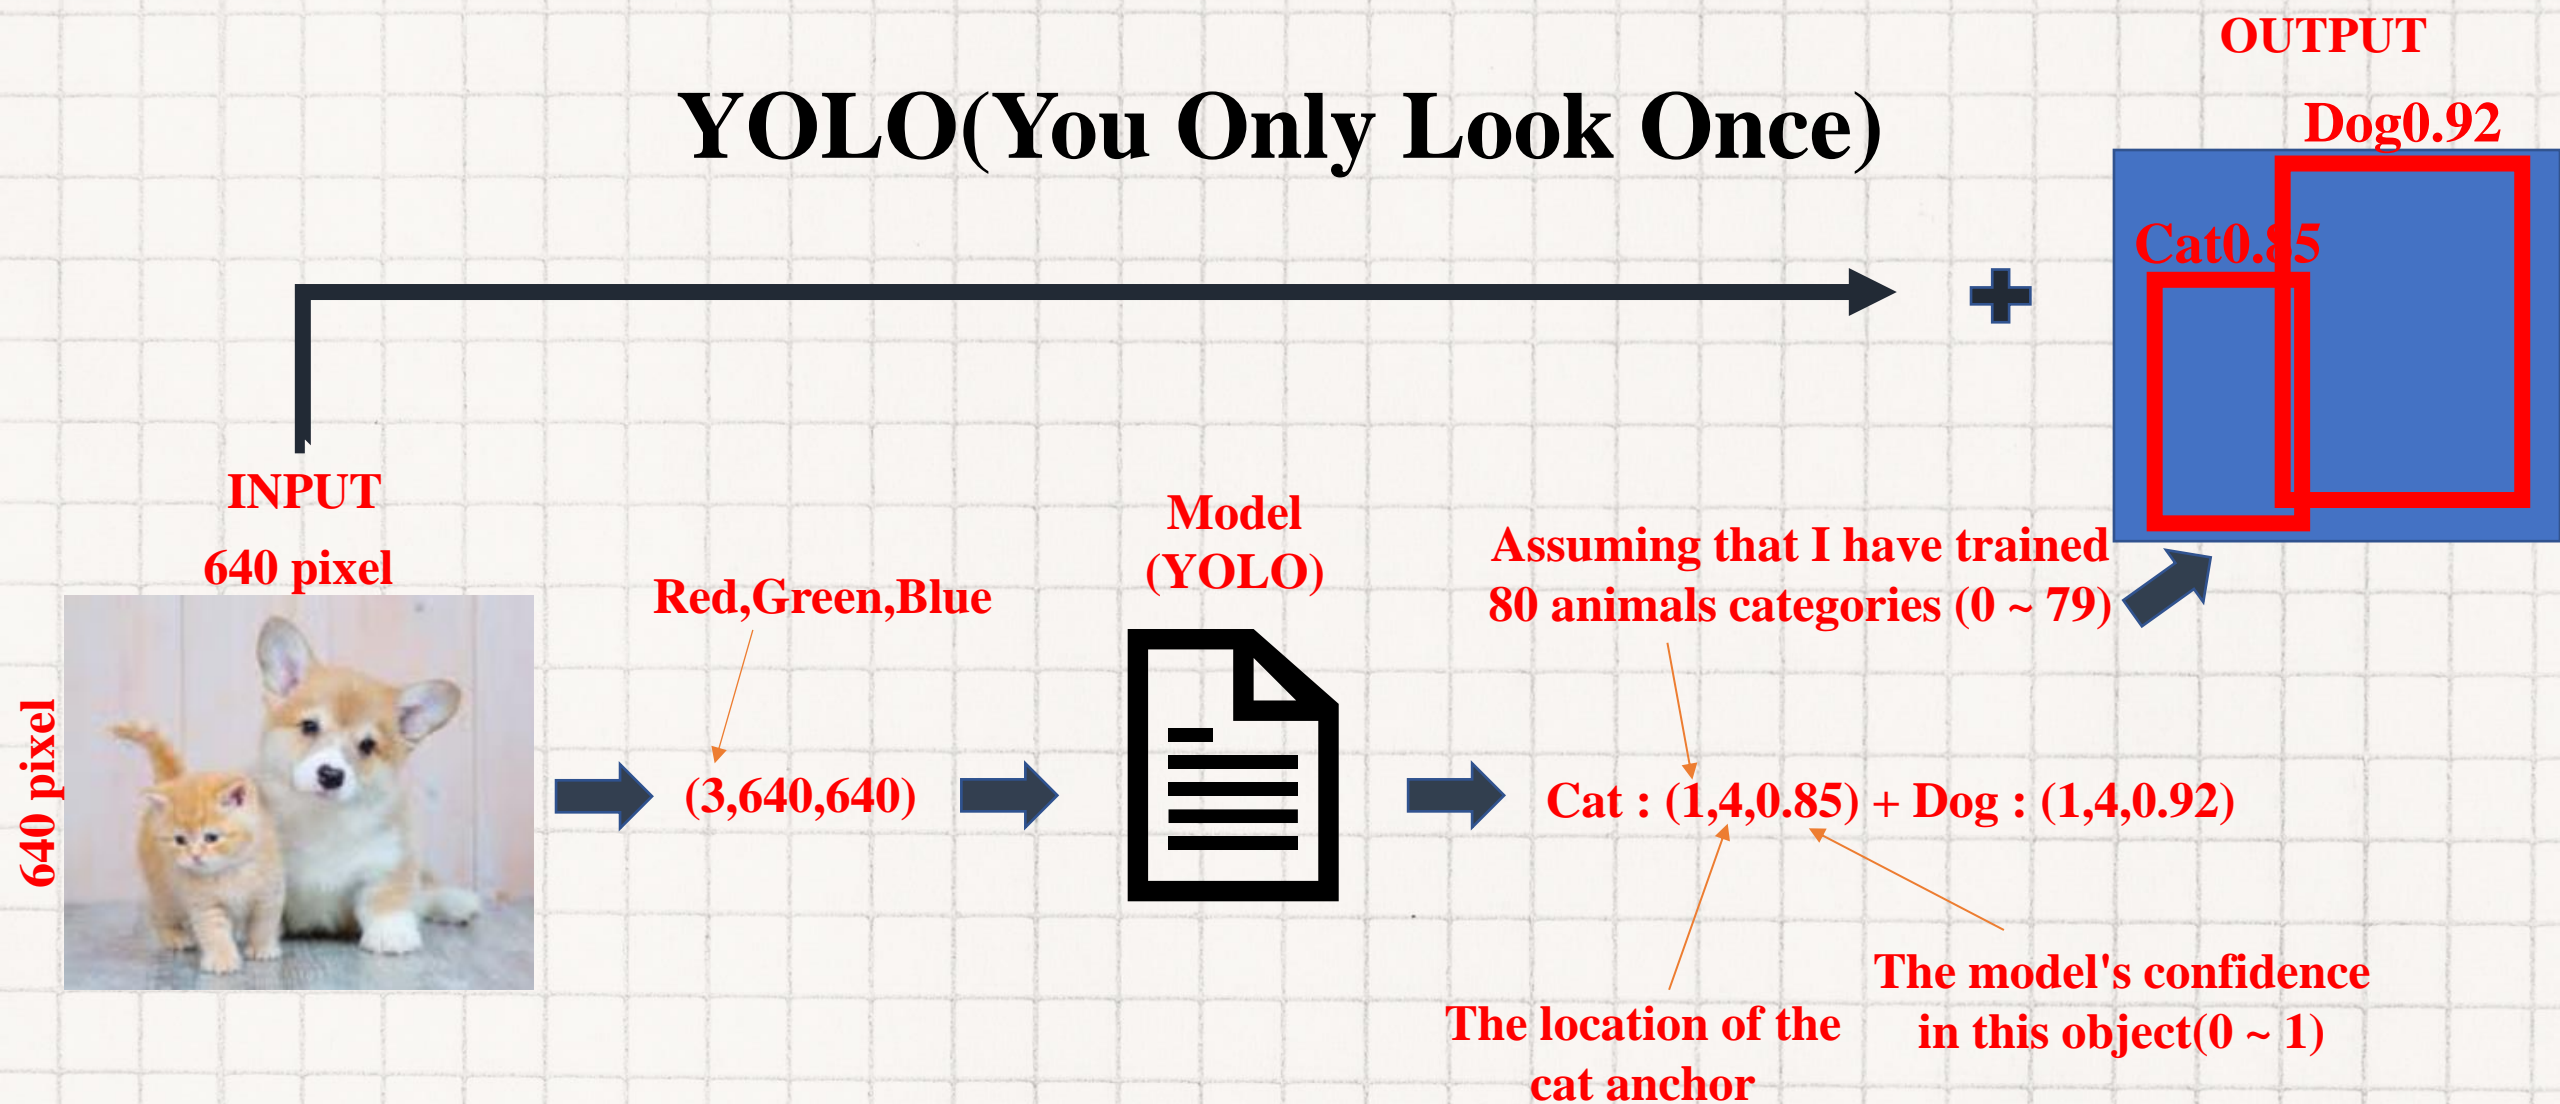 OUTPUT
YOLO(You Only Look Once)
Dog0.92
Cat0.85
INPUT
640 pixel
640 pixel
Red,Green,Blue
(3,640,640)
Model
(YOLO)
Assuming that I have trained
80 animals categories (0 ~ 79)
Cat : (1,4,0.85) + Dog : (1,4,0.92)
The location of the
cat anchor
The model's confidence
in this object(0 ~ 1)